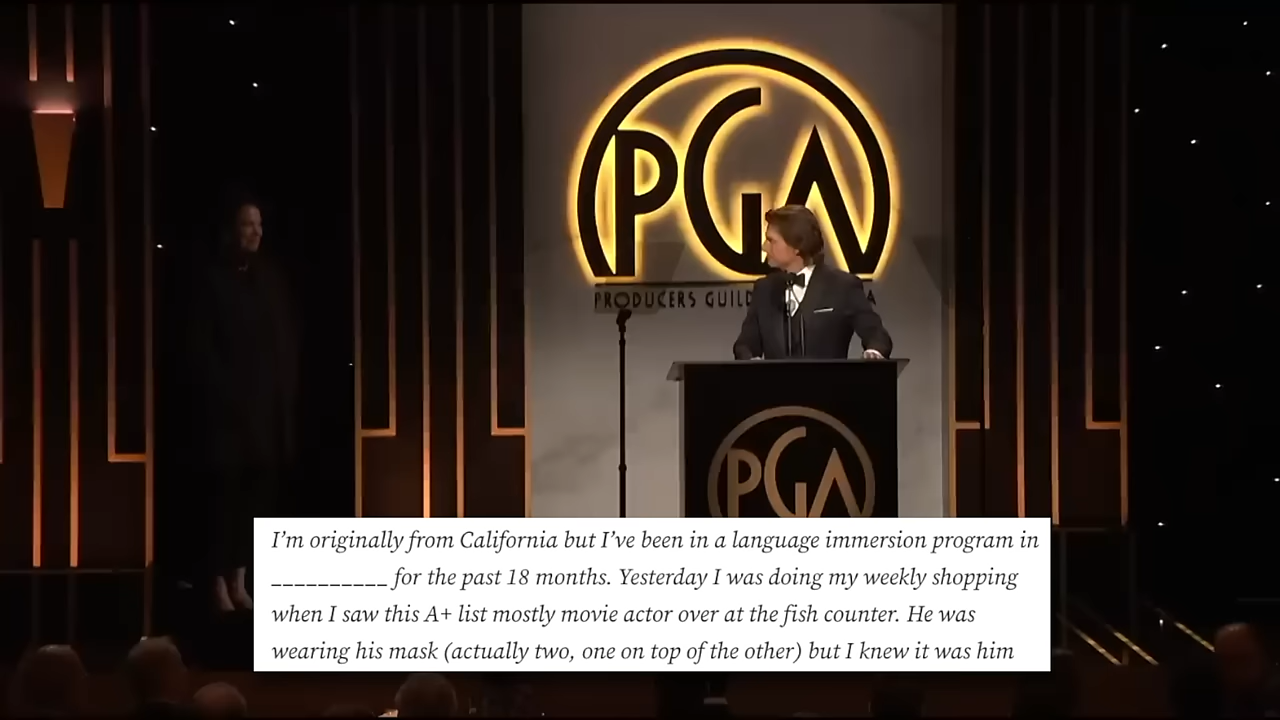 PGA
PRODUCERS GUILD
A
PGA
I’m originally from California but I’ve been in a language immersion program in
__________ for the past 18 months. Yesterday I was doing my weekly shopping
when I saw this A+ list mostly movie actor over at the fish counter. He was
wearing his mask (actually two, one on top of the other) but I knew it was him